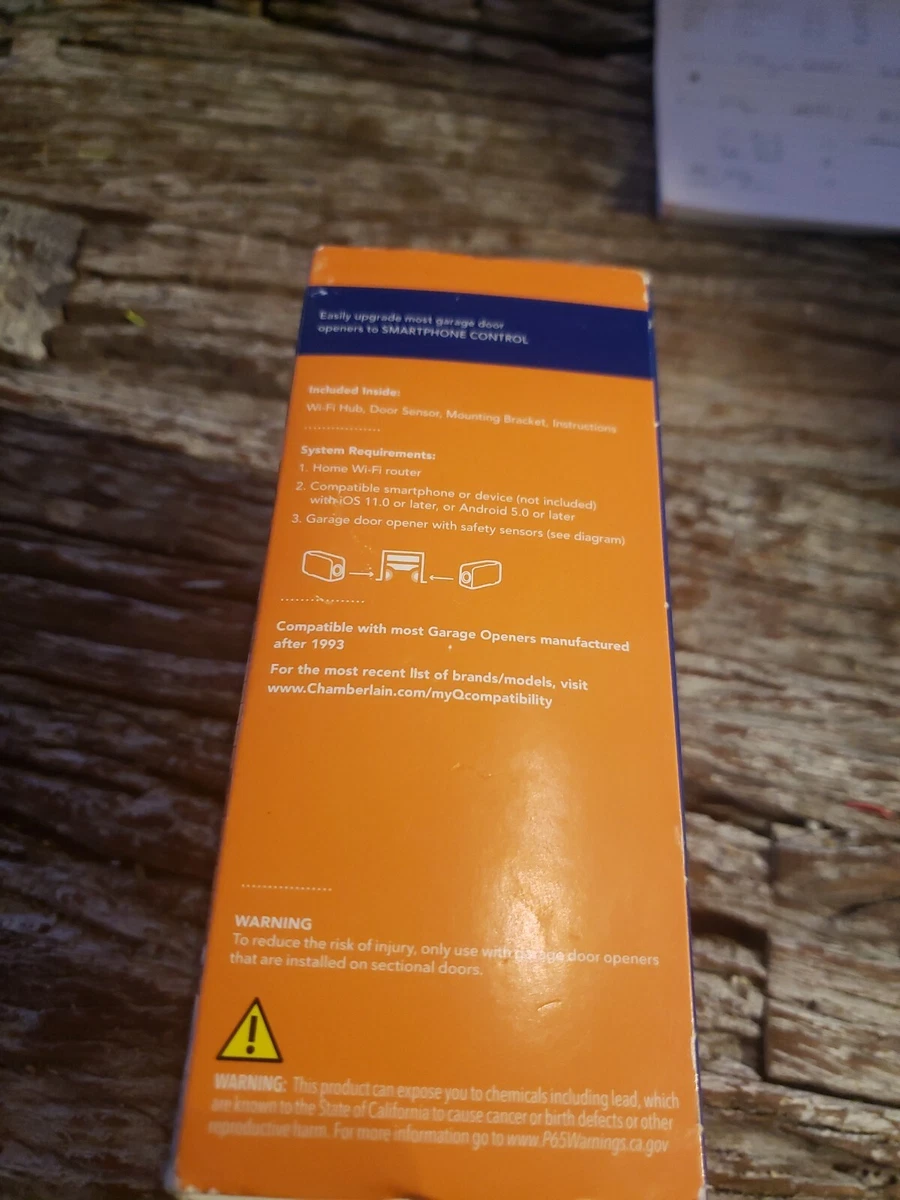 Easily upgrade most garage door
openers to SMARTPHONE CONTROL
Included Inside:
Wi-Fi Hub, Door Sensor, Mounting Bracket, Instructions
System Requirements:
1. Home Wi-Fi router
2. Compatible smartphone or device (not included)
with iOS 11.0 or later, or Android 5.0 or later
3. Garage door opener with safety sensors (see diagram)
Compatible with most Garage Openers manufactured
after 1993
For the most recent list of brands/models, visit
www.Chamberlain.com/myQcompatibility
WARNING
To reduce the risk of injury, only use with garage door openers
that are installed on sectional doors.
WARNING: This product can expose you to chemicals including lead, which
are known to the State of California to cause cancer or birth defects or other
reproductive harm. For more information go to www.P65Warnings.ca.gov